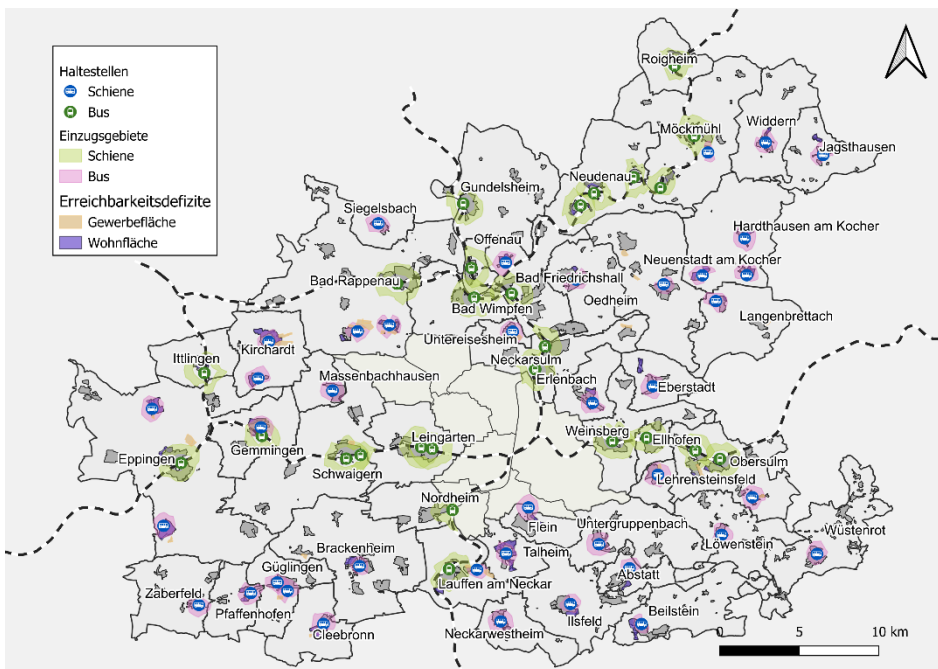 Haltestellen
Schiene
Bus
Einzugsgebiete
Schiene
Bus
Erreichbarkeitsdefizite
Gewerbefläche
Wohnfläche
Roigheim
Möckmühl
Widdern
Jagsthausen
Neudenau
Gundelsheim
Siegelsbach
Offenau
Hardthausen am Kocher
Neuenstadt am Kocher
Bad Friedrichshall
Bad Rappenau
Oedheim
Bad Wimpfen
Langenbrettach
Untereisesheim
Kirchardt
Ittlingen
Neckarsulm
Massenbachhausen
Erlenbach
Eberstadt
Leingarten
Weinsberg
Ellhofen
Gemmingen
Eppingen
Schwaigern
Obersulm
Lehrensteinsfeld
Nordheim
Flein
Untergruppenbach
Wüstenrot
Löwenstein
Brackenheim
Talheim
Güglingen
Abstatt
Lauffen am Neckar
Zaberfeld
Pfaffenhofen
Ilsfeld
Beilstein
Cleebronn
Neckarwestheim
0 5 10 km